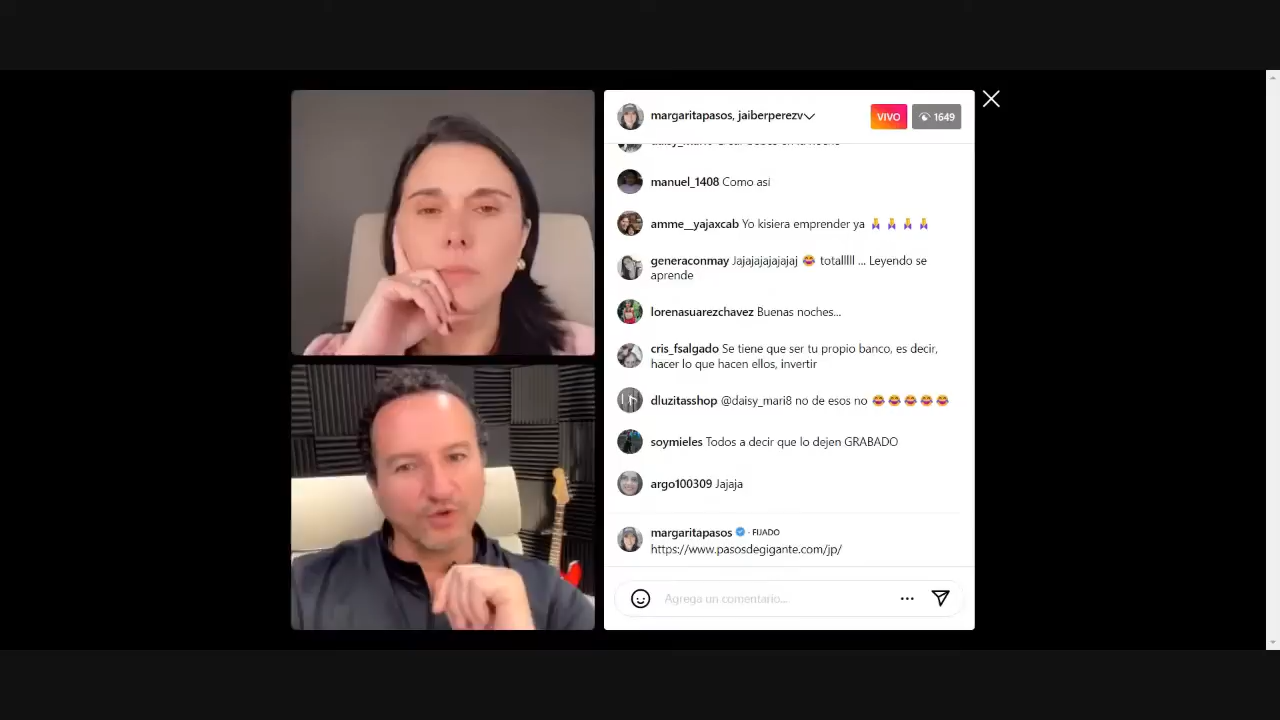 margaritapasos, jaiberperezv
VIVO
1649
manuel_1408 Como asi
amme__yajaxcab Yo kisiera emprender ya 🙏 🙏 🙏 🙏
generaconmay Jajajajajajajaj 😂 totalllll ... Leyendo se
aprende
lorenasuarezchavez Buenas noches...
cris_fsalgado Se tiene que ser tu propio banco, es decir,
hacer lo que hacen ellos, invertir
dluzitasshop @daisy_mari8 no de esos no 😂😂😂😂😂
soymieles Todos a decir que lo dejen GRABADO
argo100309 Jajaja
margaritapasos · FIJADO
https://www.pasosdegigante.com/jp/
Agrega un comentario...